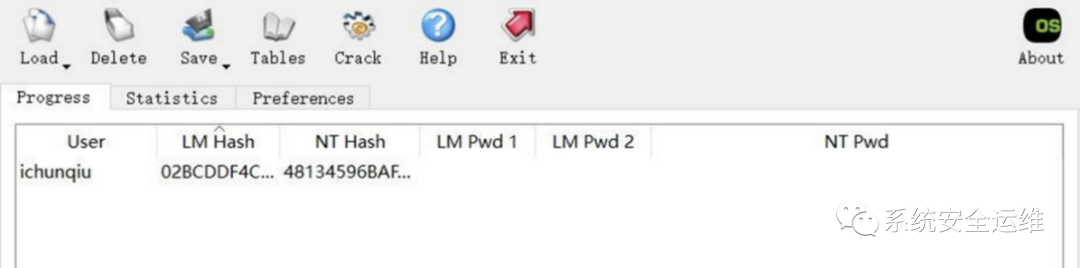 Load Delete Save Tables Crack Help Exit OS About
Progress Statistics Preferences
User LM Hash NT Hash LM Pwd 1 LM Pwd 2 NT Pwd
ichunqiu 02BCDDF4C... 48134596BAF...
系统安全运维